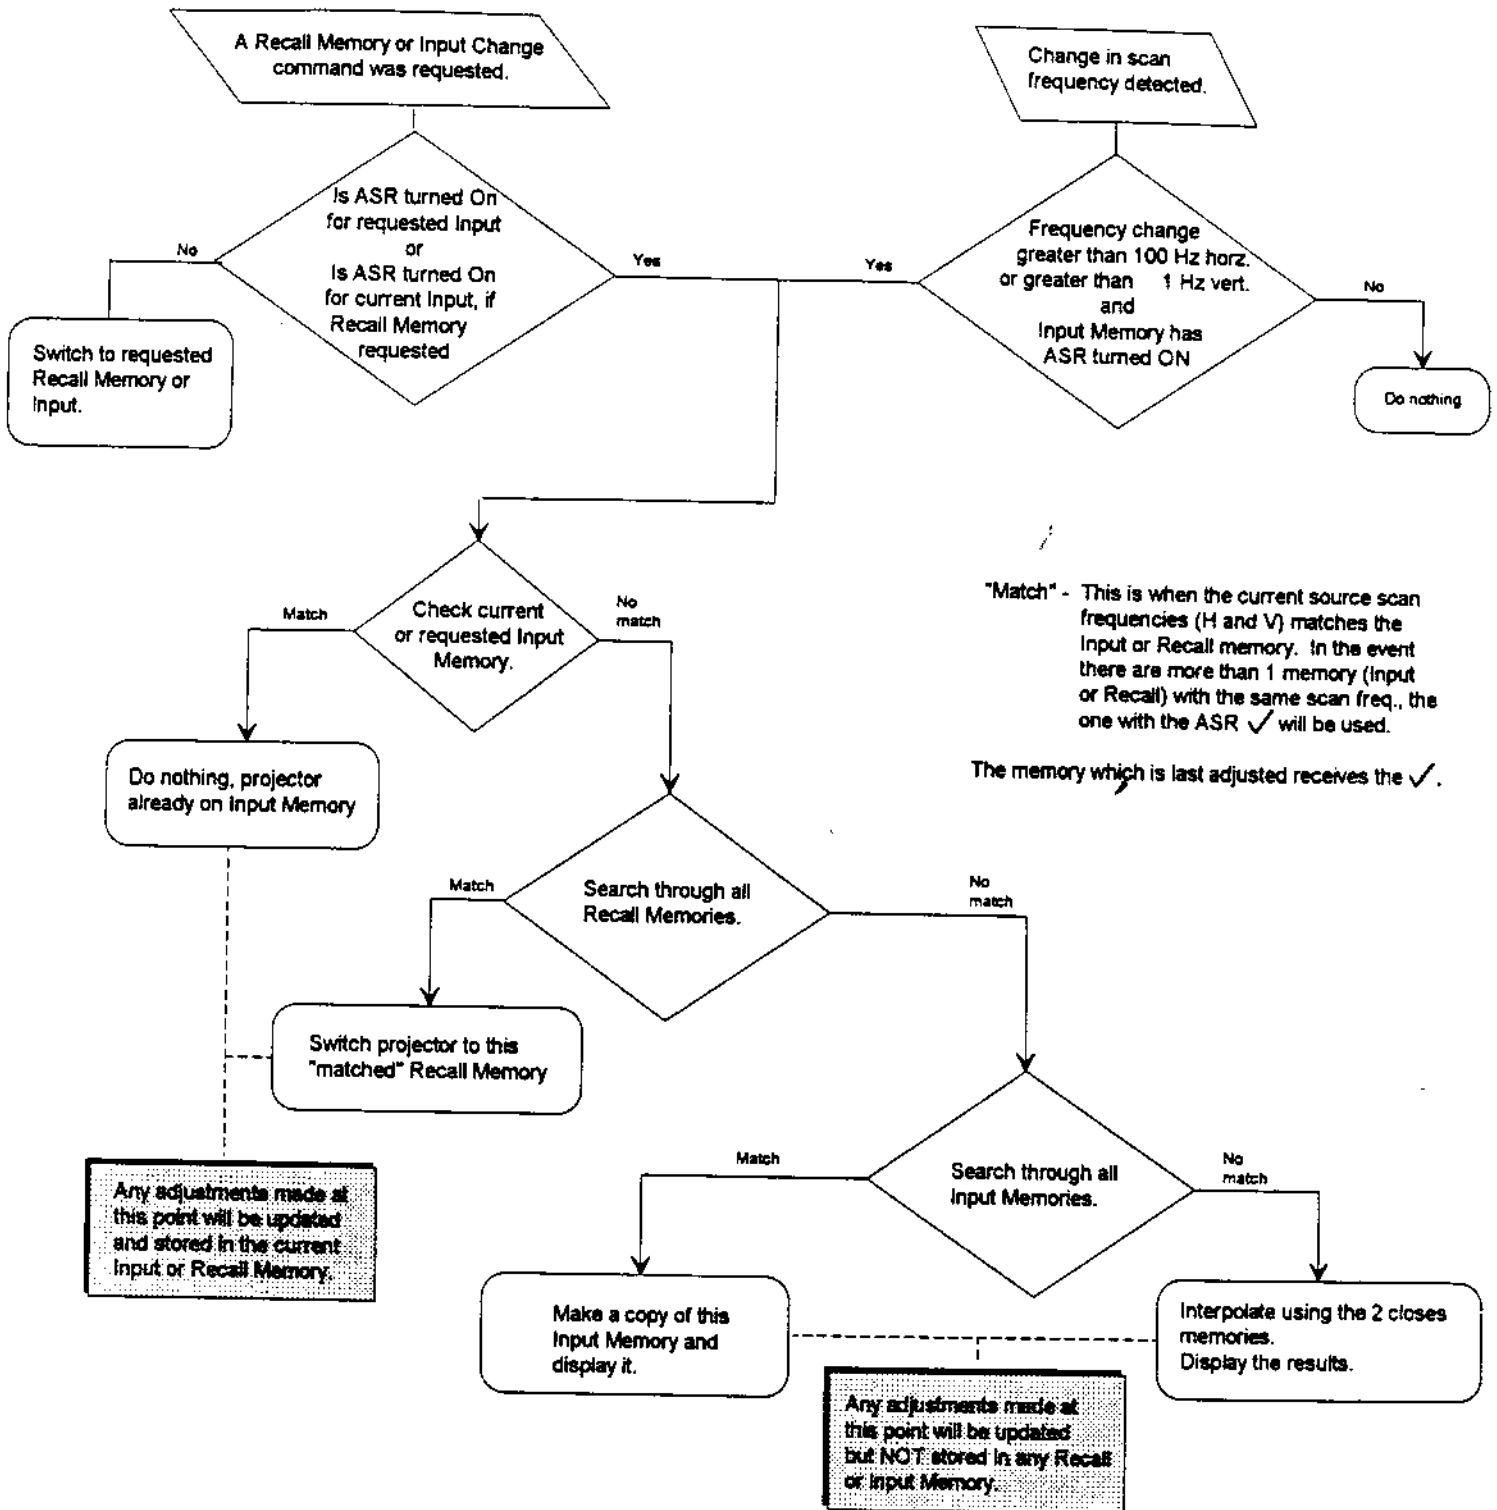 A Recall Memory or Input Change
command was requested.
Change in scan
frequency detected.
Is ASR turned On
for requested Input
or
Is ASR turned On
for current Input, if
Recall Memory
requested
No
Yes
Yes
Frequency change
greater than 100 Hz horz.
or greater than 1 Hz vert.
and
Input Memory has
ASR turned ON
No
Switch to requested
Recall Memory or
Input.
Do nothing
Match
Check current
or requested Input
Memory.
No
match
"Match" - This is when the current source scan
frequencies (H and V) matches the
Input or Recall memory. In the event
there are more than 1 memory (Input
or Recall) with the same scan freq., the
one with the ASR ✓ will be used.
The memory which is last adjusted receives the ✓.
Do nothing, projector
already on Input Memory
Match
Search through all
Recall Memories.
No
match
Switch projector to this
"matched" Recall Memory
Match
Search through all
Input Memories.
No
match
Any adjustments made at
this point will be updated
and stored in the current
Input or Recall Memory.
Make a copy of this
Input Memory and
display it.
Interpolate using the 2 closes
memories.
Display the results.
Any adjustments made at
this point will be updated
but NOT stored in any Recall
or Input Memory.